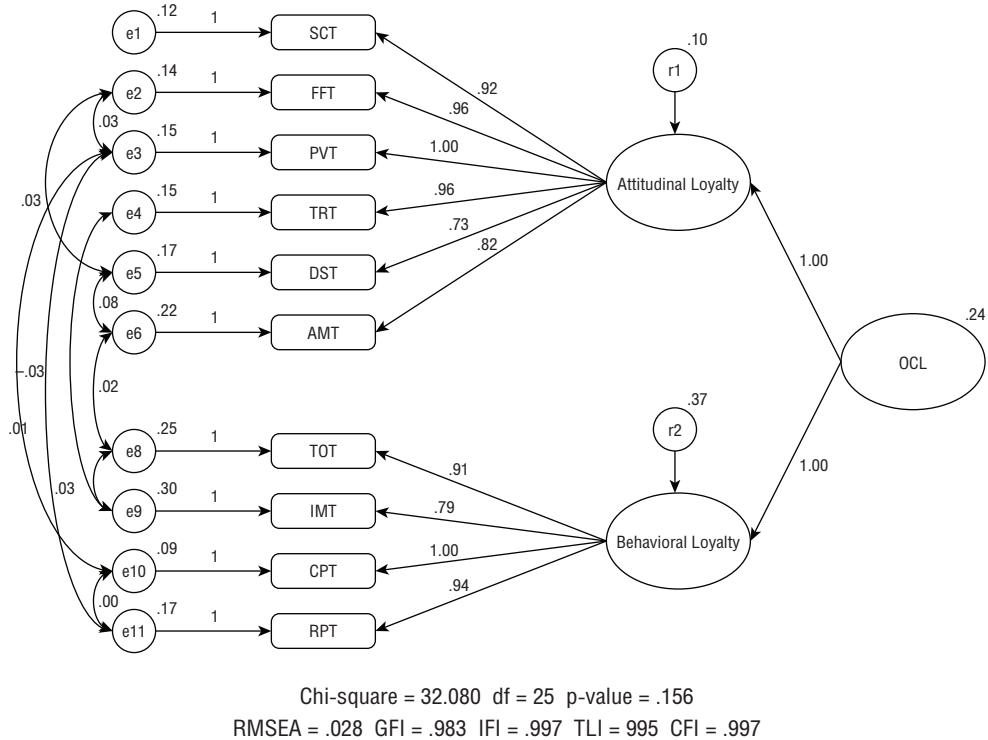 .12
e1 1 SCT
.10
r1
.14
e2 1 FFT
.92
.96
.03
.15
e3 1 PVT
1.00
Attitudinal Loyalty
.03
.15
e4 1 TRT
.96
.73
.17
e5 1 DST
.82
1.00
.08
.22
e6 1 AMT
.24
OCL
–.03
.02
.37
r2
.01
.25
e8 1 TOT
.91
1.00
.03
.30
e9 1 IMT
.79
Behavioral Loyalty
.09
e10 1 CPT
1.00
.94
.00
.17
e11 1 RPT
Chi-square = 32.080 df = 25 p-value = .156
RMSEA = .028 GFI = .983 IFI = .997 TLI = 995 CFI = .997